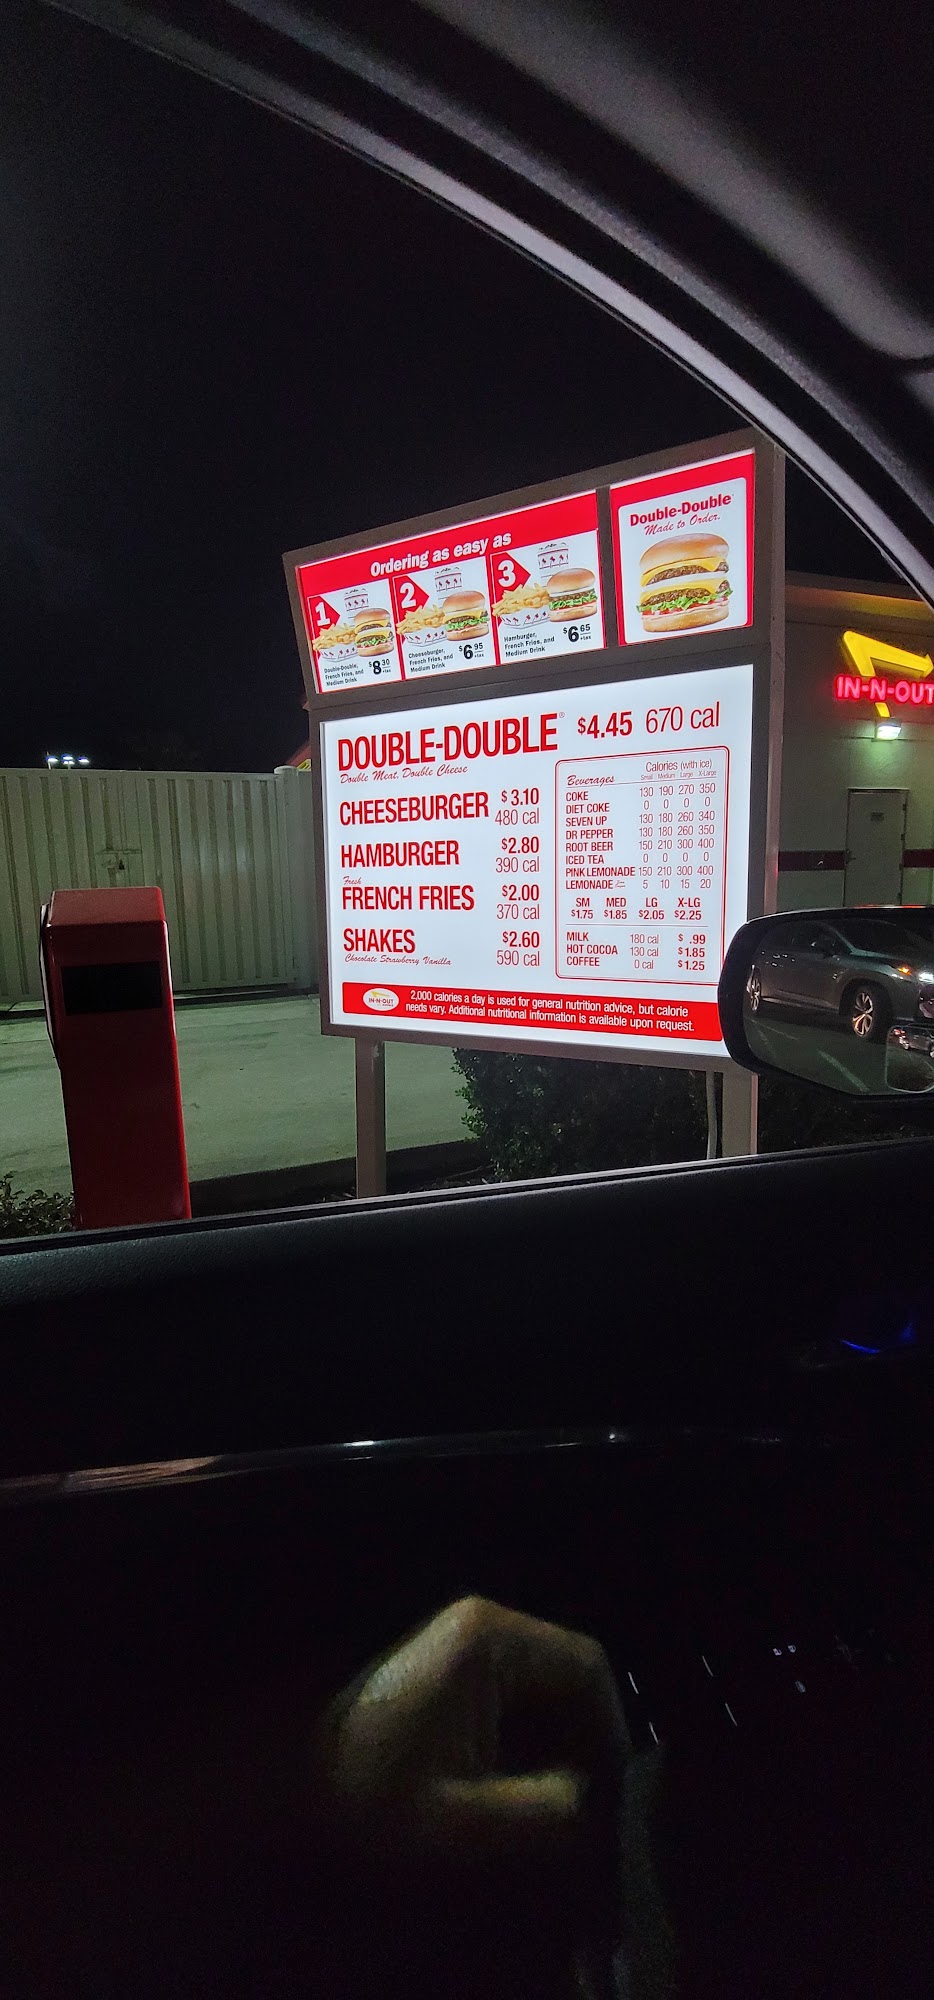 Ordering as easy as
1
Double-Double,
French Fries, and
Medium Drink
$8.30
+tax
2
Cheeseburger,
French Fries, and
Medium Drink
$6.95
+tax
3
Hamburger,
French Fries, and
Medium Drink
$6.65
+tax
Double-Double®
Made to Order.
IN-N-OUT
DOUBLE-DOUBLE® $4.45 670 cal
Double Meat, Double Cheese
CHEESEBURGER $3.10
480 cal
HAMBURGER $2.80
390 cal
Fresh
FRENCH FRIES $2.00
370 cal
SHAKES $2.60
Chocolate Strawberry Vanilla 590 cal
Beverages Calories (with ice)
Small Medium Large X-Large
COKE 130 190 270 350
DIET COKE 0 0 0 0
SEVEN UP 130 180 260 340
DR PEPPER 130 180 260 350
ROOT BEER 150 210 300 400
ICED TEA 0 0 0 0
PINK LEMONADE 150 210 300 400
LEMONADE 5 10 15 20
SM MED LG X-LG
$1.75 $1.85 $2.05 $2.25
MILK 180 cal $ .99
HOT COCOA 130 cal $1.85
COFFEE 0 cal $1.25
IN-N-OUT
2,000 calories a day is used for general nutrition advice, but calorie
needs vary. Additional nutritional information is available upon request.